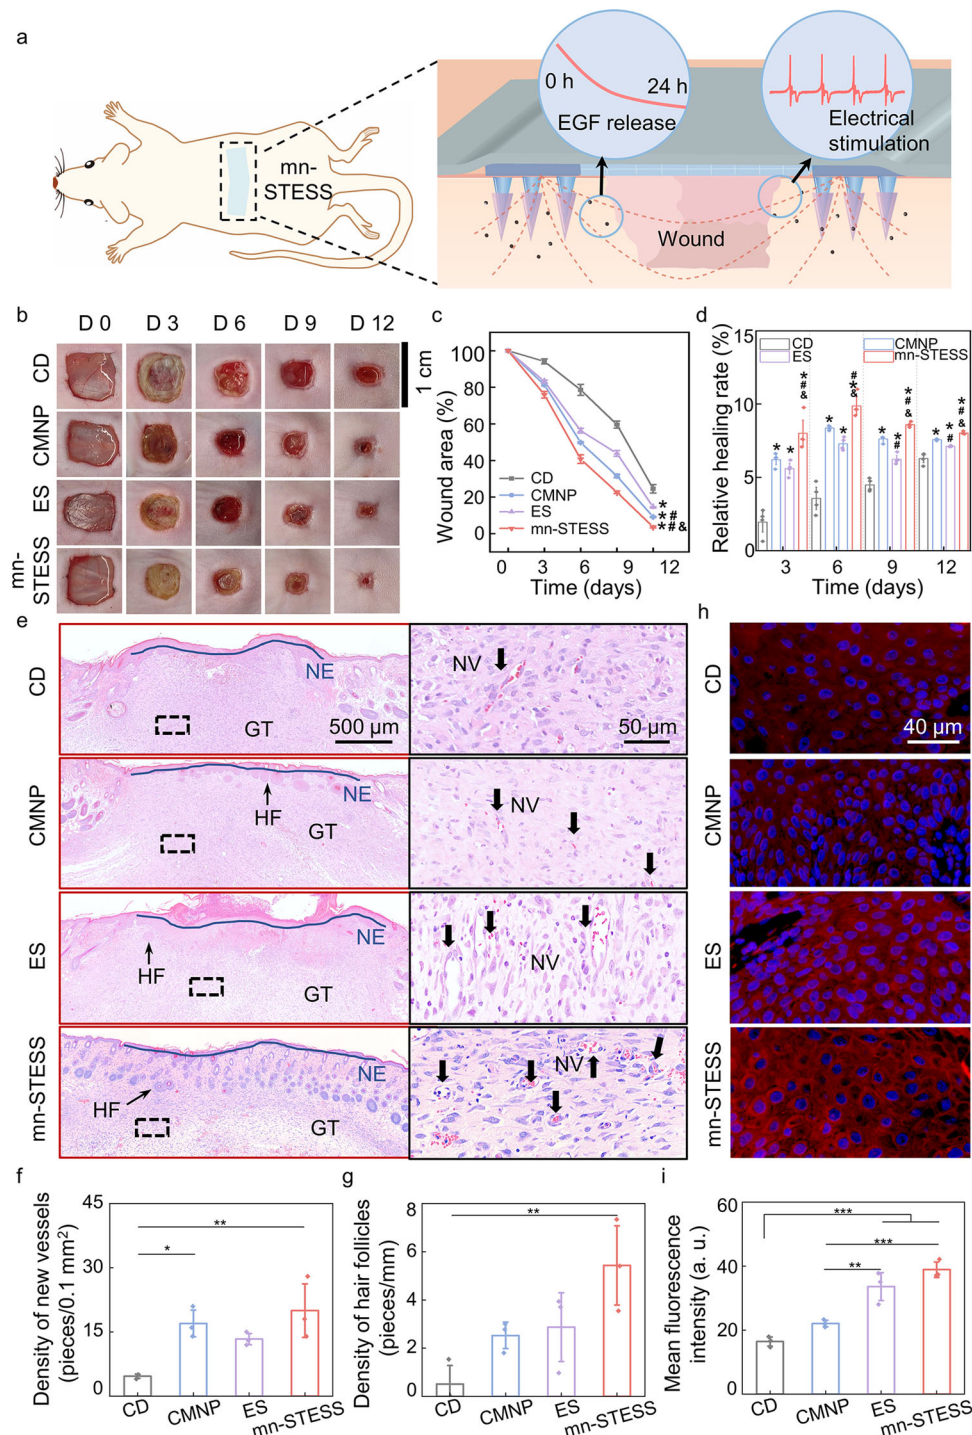 a
mn-
STESS
0 h
24 h
EGF release
Electrical
stimulation
Wound
b
D 0
D 3
D 6
D 9
D 12
CD
CMNP
ES
mn-
STESS
1 cm
c
Wound area (%)
100
80
60
40
20
0
CD
CMNP
ES
mn-STESS
*
* #
* # &
0
3
6
9
12
Time (days)
d
Relative healing rate (%)
15
10
5
0
CD
CMNP
ES
mn-STESS
* * * # &
* * # * &
* * # * # &
* * # * # &
3
6
9
12
Time (days)
e
CD
NE
GT
500 µm
NV
50 µm
CMNP
NE
HF
GT
NV
ES
NE
HF
GT
NV
mn-STESS
NE
HF
GT
NV
h
CD
40 µm
CMNP
ES
mn-STESS
f
Density of new vessels
(pieces/0.1 mm²)
45
30
15
0
**
*
CD
CMNP
ES
mn-STESS
g
Density of hair follicles
(pieces/mm)
8
6
4
2
0
**
CD
CMNP
ES
mn-STESS
i
Mean fluorescence
intensity (a. u.)
60
40
20
0
***
***
**
CD
CMNP
ES
mn-STESS